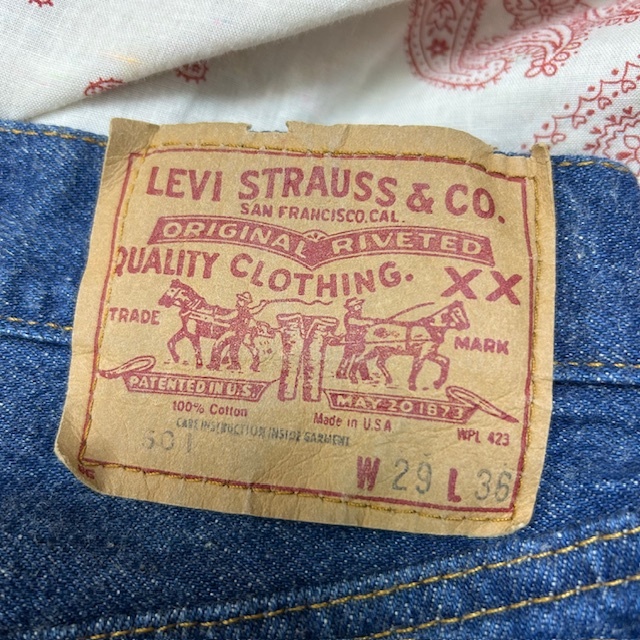 LEVI STRAUSS & CO.
SAN FRANCISCO, CAL.
ORIGINAL RIVETED
QUALITY CLOTHING. XX
TRADE MARK
PATENTED IN U.S. MAY 20 1873
100% Cotton Made in U.S.A WPL 423
CARE INSTRUCTION INSIDE GARMENT
501
W 29 L 36